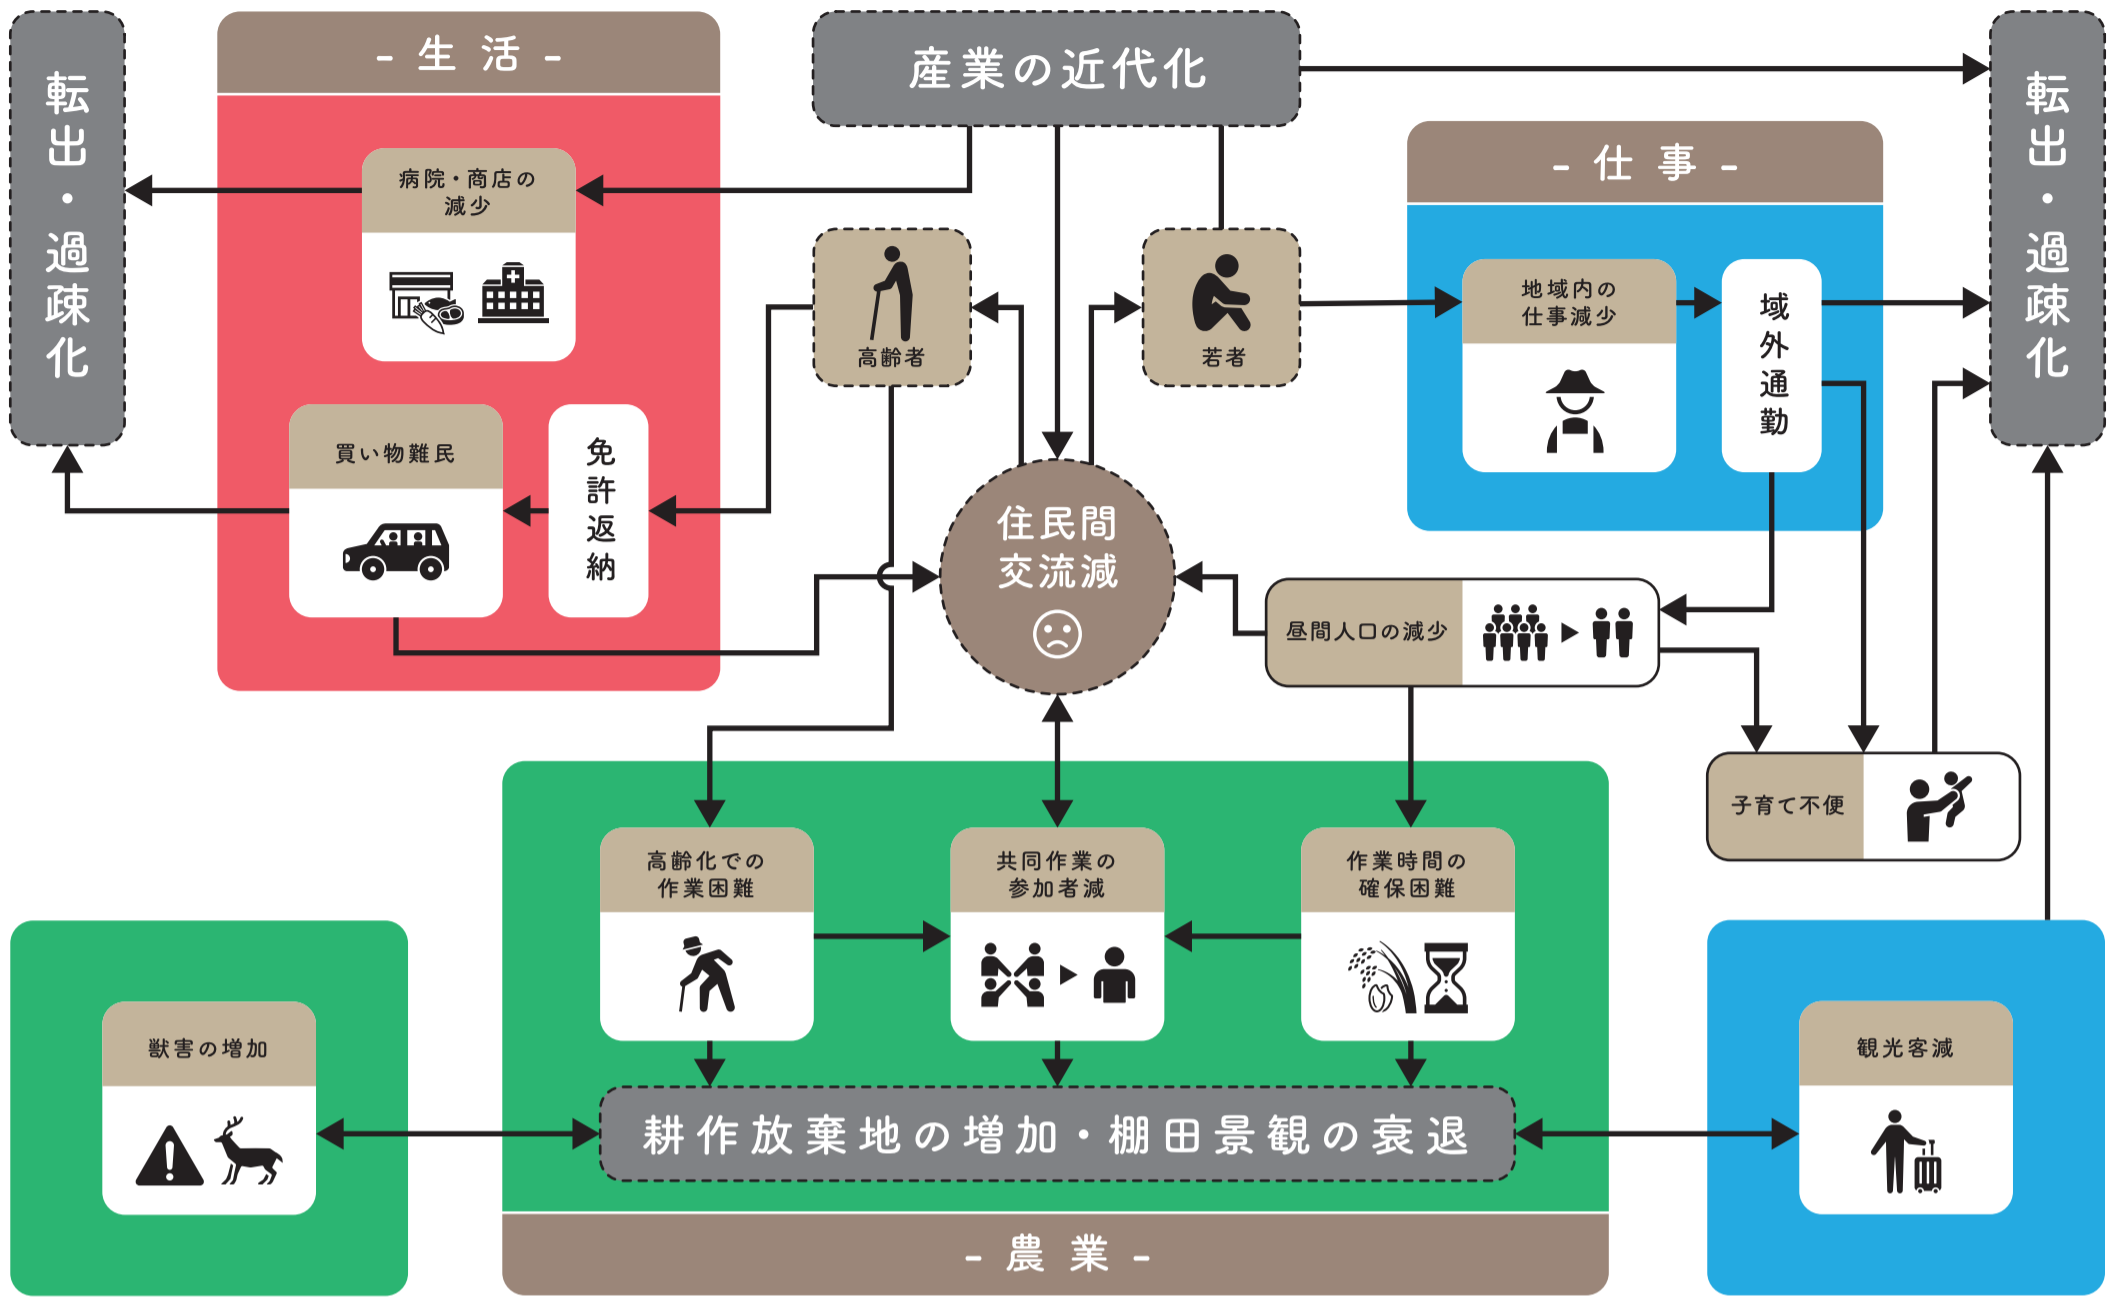 転出・過疎化
- 生活 -
病院・商店の
減少
買い物難民
免許返納
産業の近代化
高齢者
若者
住民間
交流減
- 仕事 -
地域内の
仕事減少
域外通勤
転出・過疎化
昼間人口の減少
子育て不便
高齢化での
作業困難
共同作業の
参加者減
作業時間の
確保困難
耕作放棄地の増加・棚田景観の衰退
- 農業 -
獣害の増加
観光客減